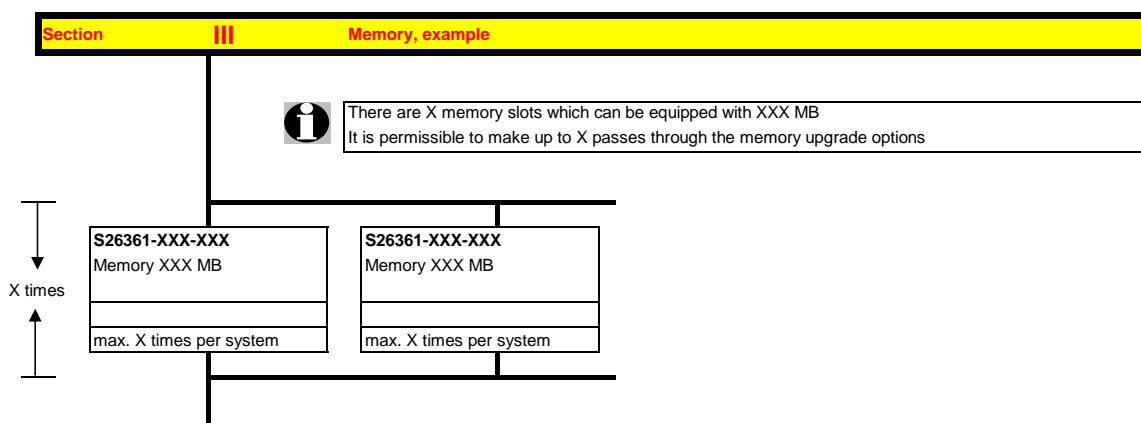 Section III Memory, example
There are X memory slots which can be equipped with XXX MB
It is permissible to make up to X passes through the memory upgrade options
S26361-XXX-XXX
Memory XXX MB
max. X times per system
S26361-XXX-XXX
Memory XXX MB
max. X times per system
X times